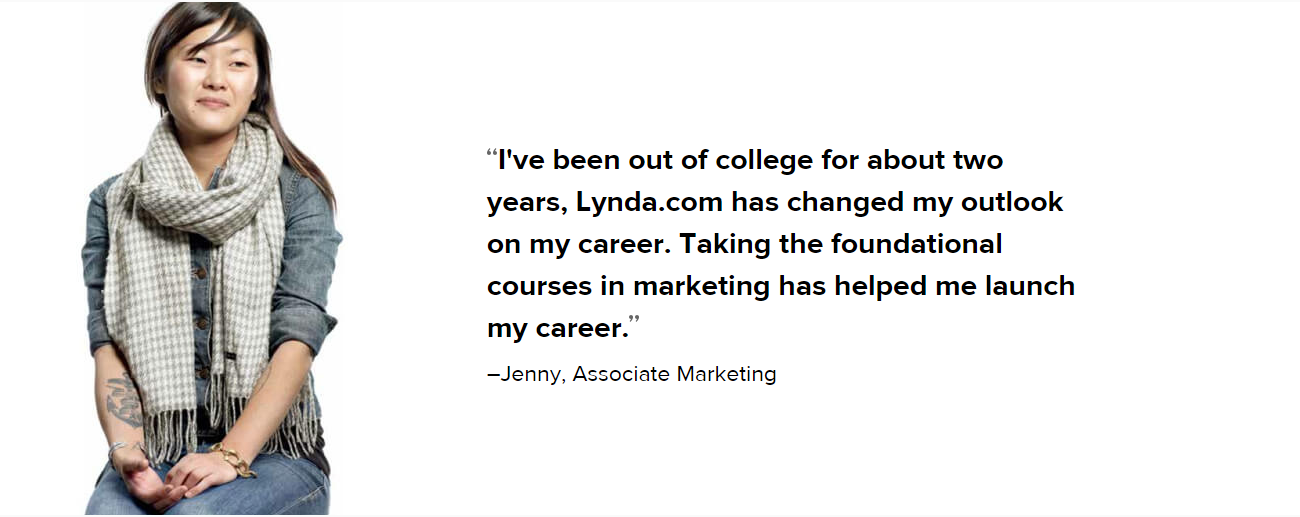 “I've been out of college for about two
years, Lynda.com has changed my outlook
on my career. Taking the foundational
courses in marketing has helped me launch
my career.”
–Jenny, Associate Marketing